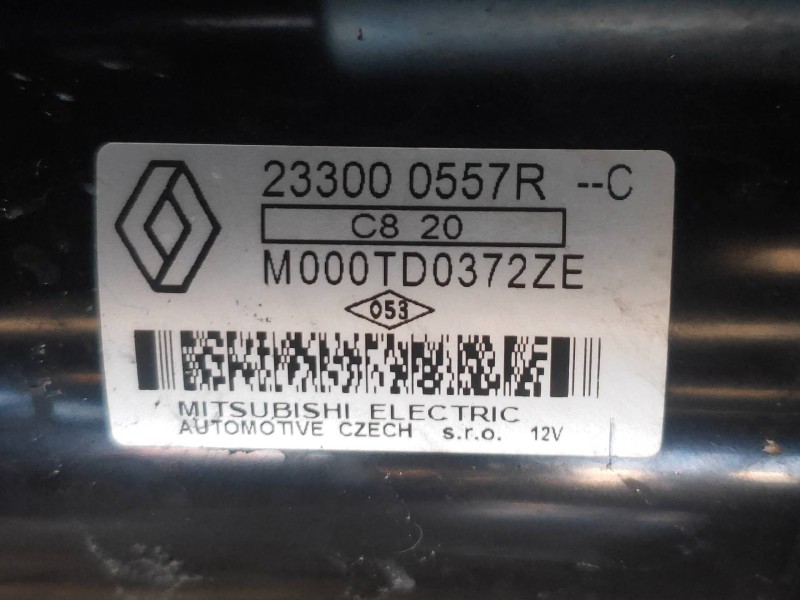 23300 0557R --C
C8 20
M000TD0372ZE
053
MITSUBISHI ELECTRIC
AUTOMOTIVE CZECH s.r.o. 12V